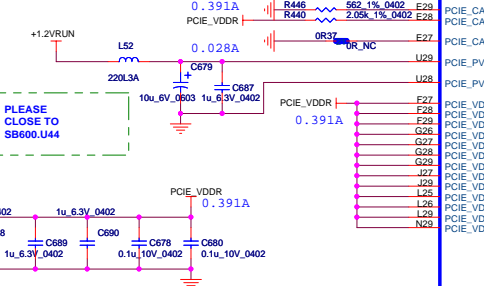 0.391A
R446 562_1%_0402 E29 PCIE_CA
PCIE_VDDR R440 2.05k_1%_0402 E28 PCIE_CA
+1.2VRUN
0R37 0R_NC E27 PCIE_CA
L52 0.028A
C679 U29 PCIE_PV
220L3A
10u_6V_0603 C687 1u_6.3V_0402
U28 PCIE_PV
PLEASE
CLOSE TO
SB600.U44
PCIE_VDDR F27 PCIE_VD
F28 PCIE_VD
0.391A F29 PCIE_VD
G26 PCIE_VD
G27 PCIE_VD
G28 PCIE_VD
G29 PCIE_VD
J27 PCIE_VD
J29 PCIE_VD
L25 PCIE_VD
L26 PCIE_VD
L29 PCIE_VD
N29 PCIE_VD
PCIE_VDDR
0.391A
02 1u_6.3V_0402
8 C689 C690 C678 C680
1u_6.3V_0402 0.1u_10V_0402 0.1u_10V_0402